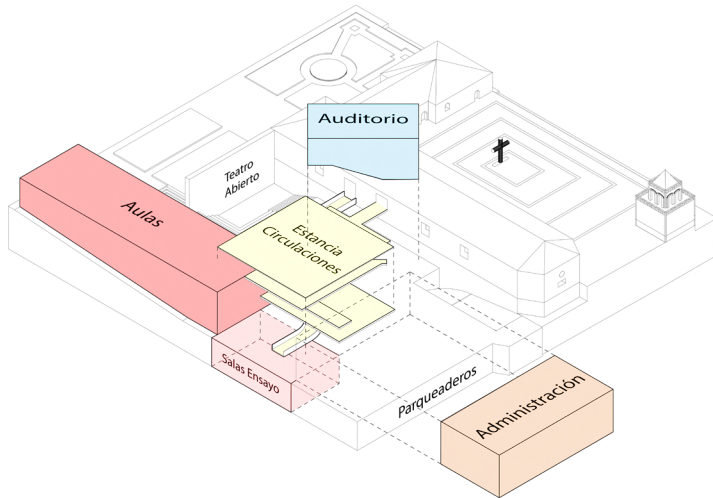 Auditorio
Teatro
Abierto
Aulas
Estancia
Circulaciones
Salas Ensayo
Parqueaderos
Administración